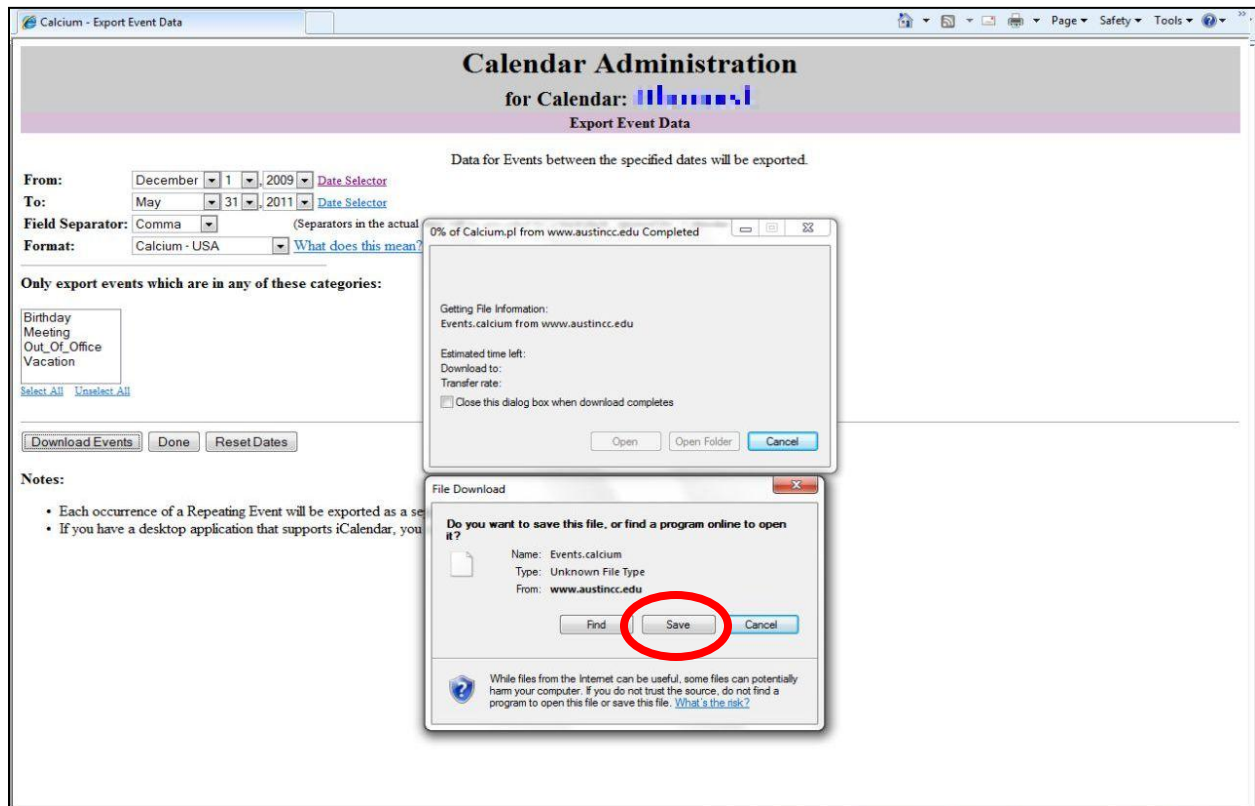 Calcium - Export Event Data
Page Safety Tools
Calendar Administration
for Calendar:
Export Event Data
Data for Events between the specified dates will be exported.
From: December 1 , 2009 Date Selector
To: May 31 , 2011 Date Selector
Field Separator: Comma (Separators in the actual
Format: Calcium - USA What does this mean?
Only export events which are in any of these categories:
Birthday
Meeting
Out_Of_Office
Vacation
Select All Unselect All
Download Events Done Reset Dates
Notes:
• Each occurrence of a Repeating Event will be exported as a se
• If you have a desktop application that supports iCalendar, you
0% of Calcium.pl from www.austincc.edu Completed
Getting File Information:
Events.calcium from www.austincc.edu
Estimated time left:
Download to:
Transfer rate:
Close this dialog box when download completes
Open Open Folder Cancel
File Download
Do you want to save this file, or find a program online to open
it?
Name: Events.calcium
Type: Unknown File Type
From: www.austincc.edu
Find Save Cancel
While files from the Internet can be useful, some files can potentially
harm your computer. If you do not trust the source, do not find a
program to open this file or save this file. What's the risk?